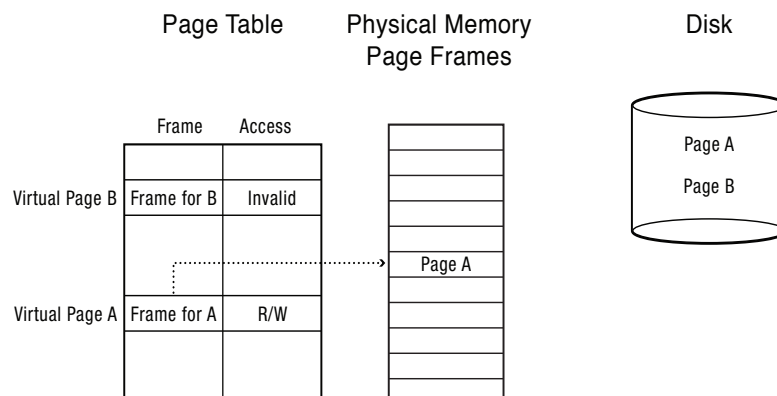 Page Table
Physical Memory
Page Frames
Disk
Frame
Access
Virtual Page B
Frame for B
Invalid
Page A
Page A
Page B
Virtual Page A
Frame for A
R/W